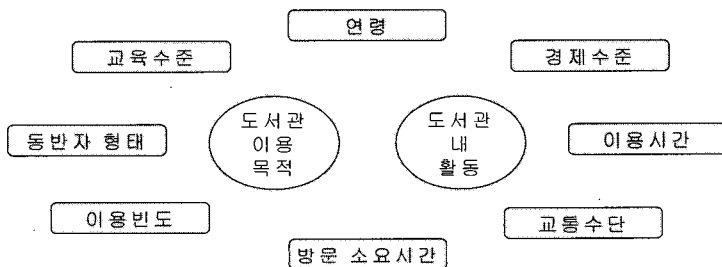 연령
교육수준
경제수준
도서관
이용
목적
도서관
내
활동
동반자 형태
이용시간
이용빈도
교통수단
방문 소요시간